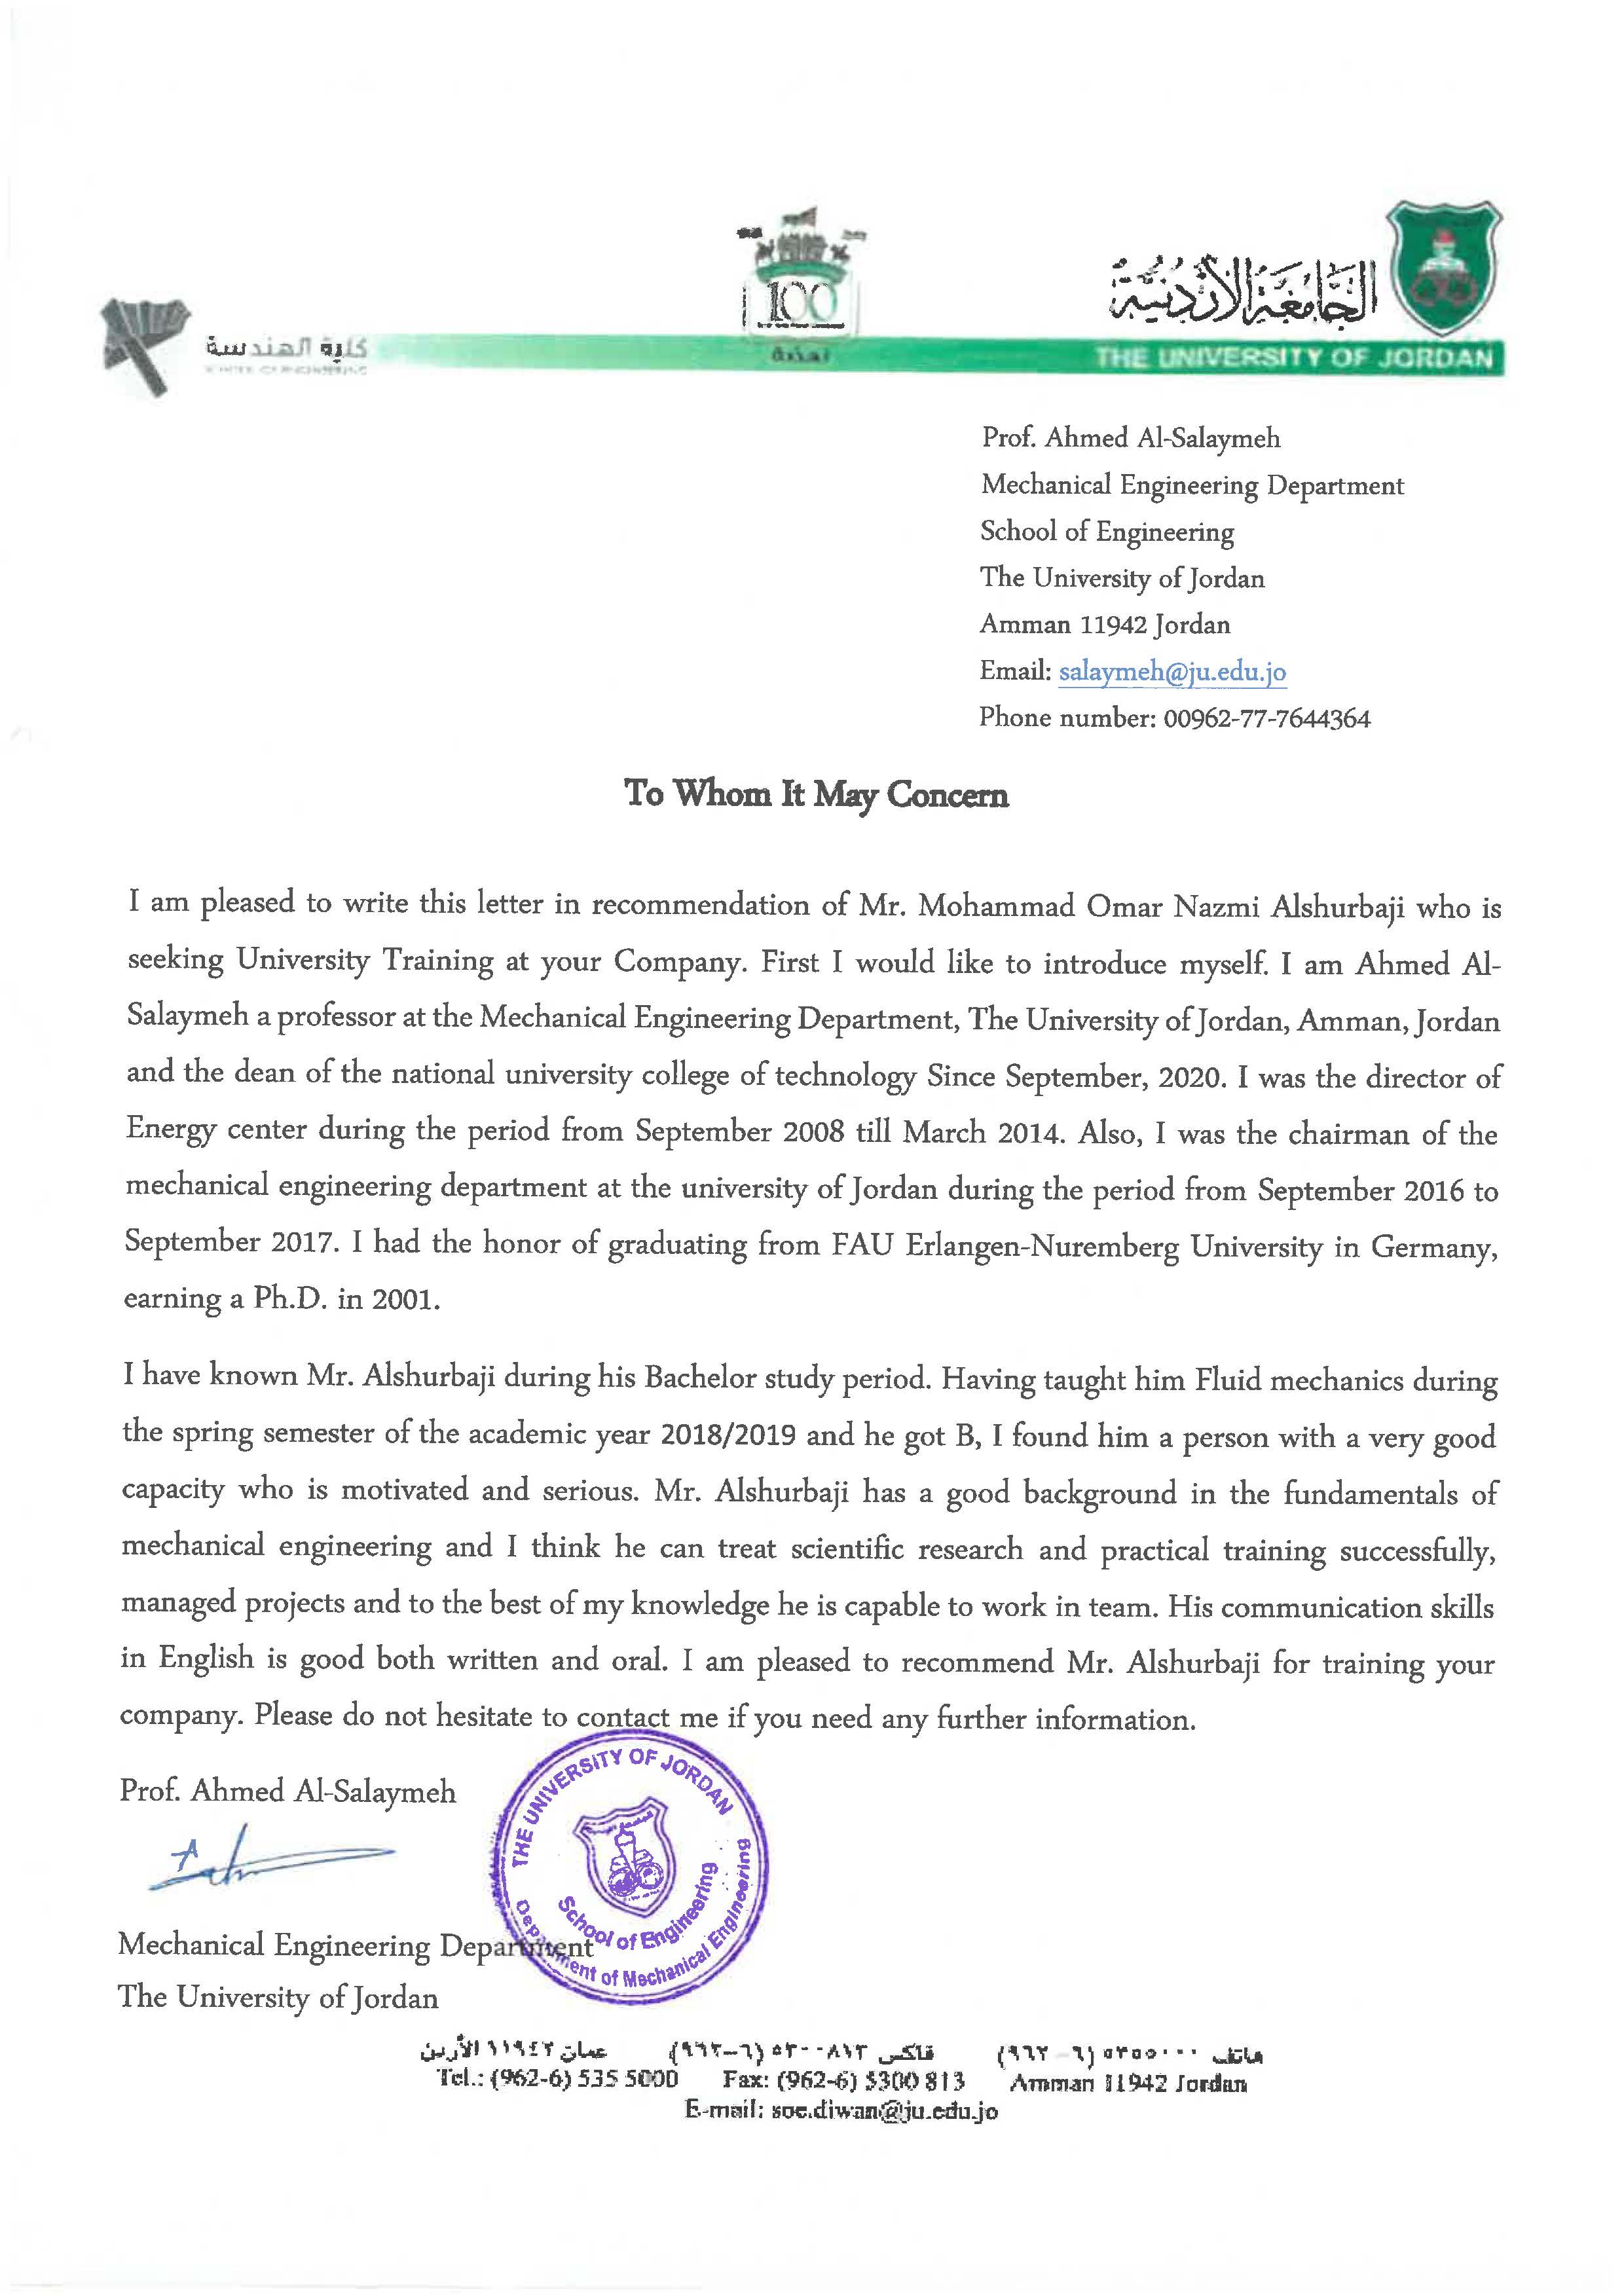 الجامعة الأردنية
100
كلية الهندسة
THE UNIVERSITY OF JORDAN
Prof. Ahmed Al-Salaymeh
Mechanical Engineering Department
School of Engineering
The University of Jordan
Amman 11942 Jordan
Email: salaymeh@ju.edu.jo
Phone number: 00962-77-7644364
To Whom It May Concern
I am pleased to write this letter in recommendation of Mr. Mohammad Omar Nazmi Alshurbaji who is
seeking University Training at your Company. First I would like to introduce myself. I am Ahmed Al-
Salaymeh a professor at the Mechanical Engineering Department, The University of Jordan, Amman, Jordan
and the dean of the national university college of technology Since September, 2020. I was the director of
Energy center during the period from September 2008 till March 2014. Also, I was the chairman of the
mechanical engineering department at the university of Jordan during the period from September 2016 to
September 2017. I had the honor of graduating from FAU Erlangen-Nuremberg University in Germany,
earning a Ph.D. in 2001.
I have known Mr. Alshurbaji during his Bachelor study period. Having taught him Fluid mechanics during
the spring semester of the academic year 2018/2019 and he got B, I found him a person with a very good
capacity who is motivated and serious. Mr. Alshurbaji has a good background in the fundamentals of
mechanical engineering and I think he can treat scientific research and practical training successfully,
managed projects and to the best of my knowledge he is capable to work in team. His communication skills
in English is good both written and oral. I am pleased to recommend Mr. Alshurbaji for training your
company. Please do not hesitate to contact me if you need any further information.
Prof. Ahmed Al-Salaymeh
THE UNIVERSITY OF JORDAN
School of Engineering
Department of Mechanical Engineering
Mechanical Engineering Department
The University of Jordan
هاتف ٥٣٥٥٠٠٠ (٦-٩٦٢) فاكس ٥٣٠٠٨١٣ (٦-٩٦٢) عمان ١١٩٤٢ الأردن
Tel.: (962-6) 535 5000 Fax: (962-6) 5300 813 Amman 11942 Jordan
E-mail: soe.diwan@ju.edu.jo